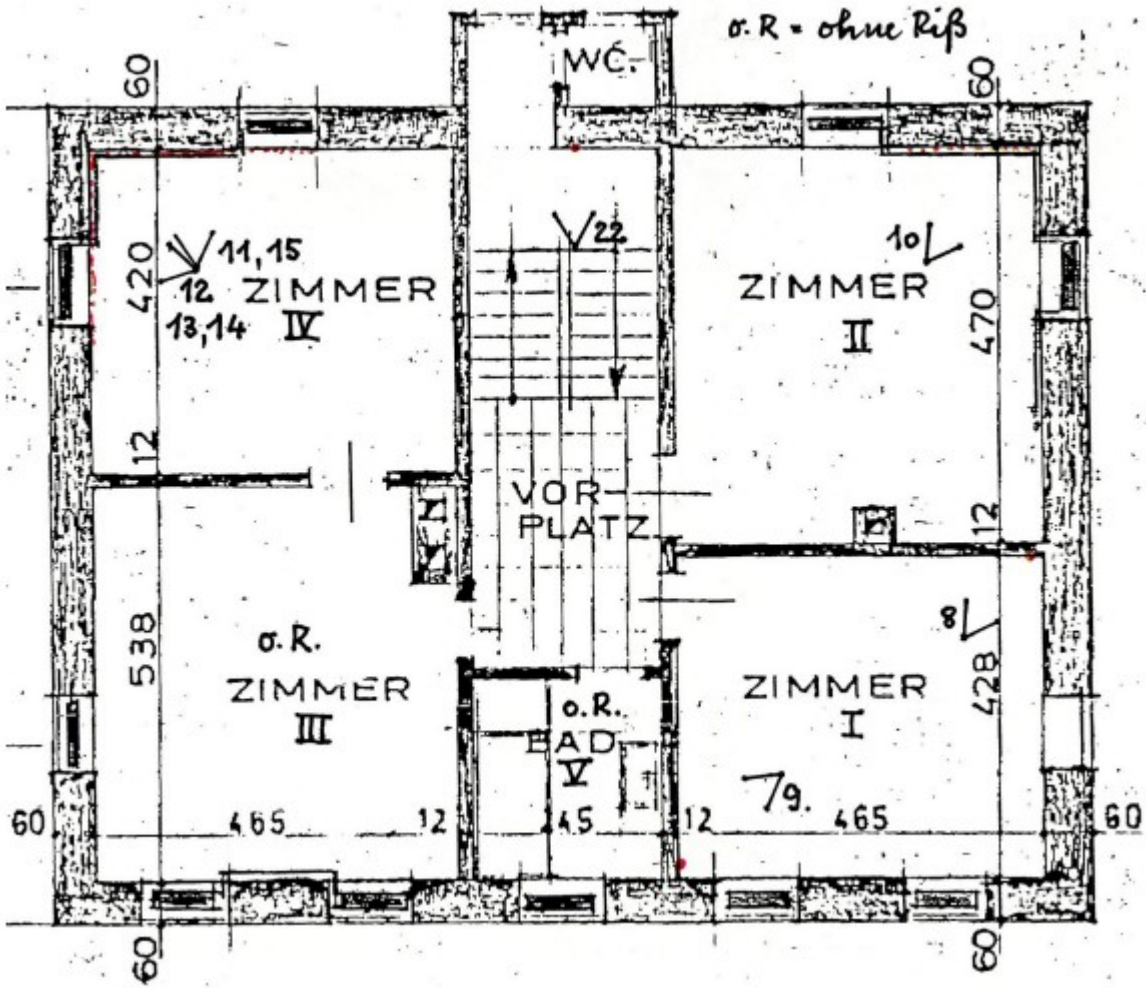 o. R = ohne Riß
WC.
60
60
22
10
11, 15
12
13, 14
420
ZIMMER
IV
ZIMMER
II
470
12
VOR
PLATZ
12
8
538
o. R.
ZIMMER
III
o. R.
BAD
V
ZIMMER
I
428
79.
60
465
12
245
12
465
60
60
60